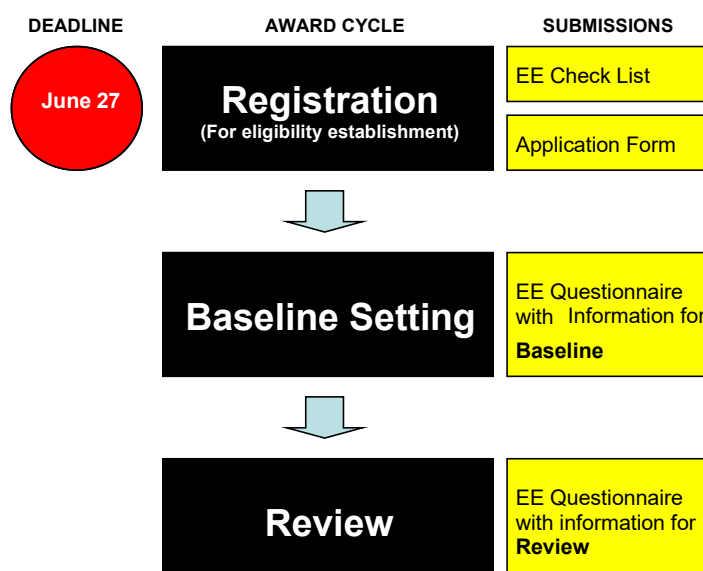 DEADLINE AWARD CYCLE SUBMISSIONS
June 27
Registration
(For eligibility establishment)
EE Check List
Application Form
Baseline Setting
EE Questionnaire
with Information for
Baseline
Review
EE Questionnaire
with information for
Review